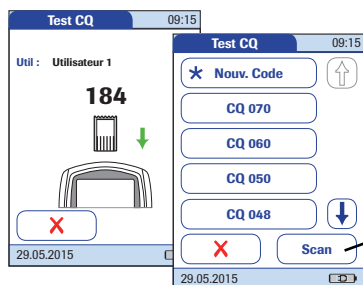 Test CQ 09:15
Util : Utilisateur 1
184
29.05.2015
Test CQ 09:15
* Nouv. Code
CQ 070
CQ 060
CQ 050
CQ 048
Scan
29.05.2015